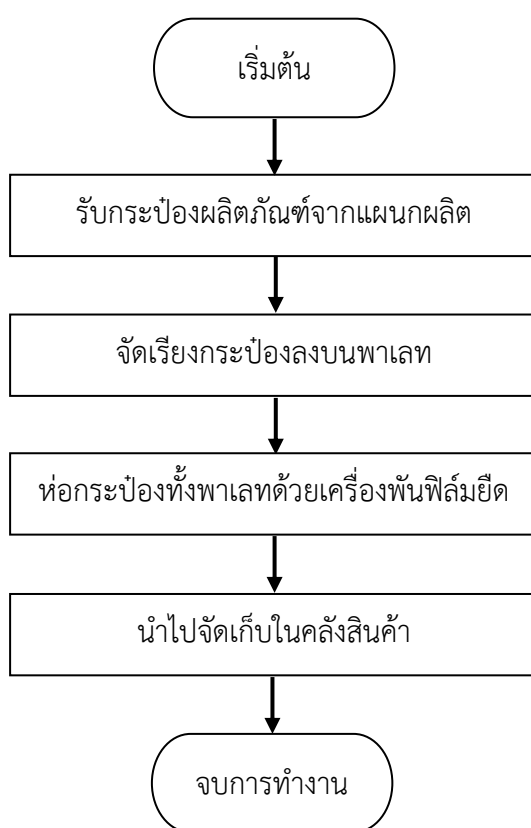 เริ่มต้น
รับกระป๋องผลิตภัณฑ์จากแผนกผลิต
จัดเรียงกระป๋องลงบนพาเลท
ห่อกระป๋องทั้งพาเลทด้วยเครื่องพันฟิล์มยืด
นำไปจัดเก็บในคลังสินค้า
จบการทำงาน